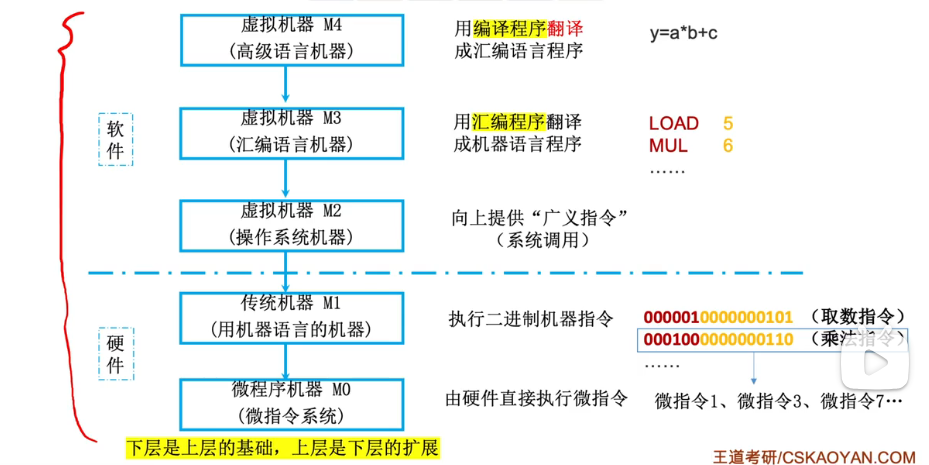 虚拟机器 M4
(高级语言机器)
用编译程序翻译
成汇编语言程序
y=a*b+c
软件
虚拟机器 M3
(汇编语言机器)
用汇编程序翻译
成机器语言程序
LOAD 5
MUL 6
……
虚拟机器 M2
(操作系统机器)
向上提供“广义指令”
(系统调用)
硬件
传统机器 M1
(用机器语言的机器)
执行二进制机器指令
0000010000000101 (取数指令)
0001000000000110 (乘法指令)
……
微程序机器 M0
(微指令系统)
由硬件直接执行微指令
微指令1、微指令3、微指令7…
下层是上层的基础，上层是下层的扩展
王道考研/CSKAOYAN.COM